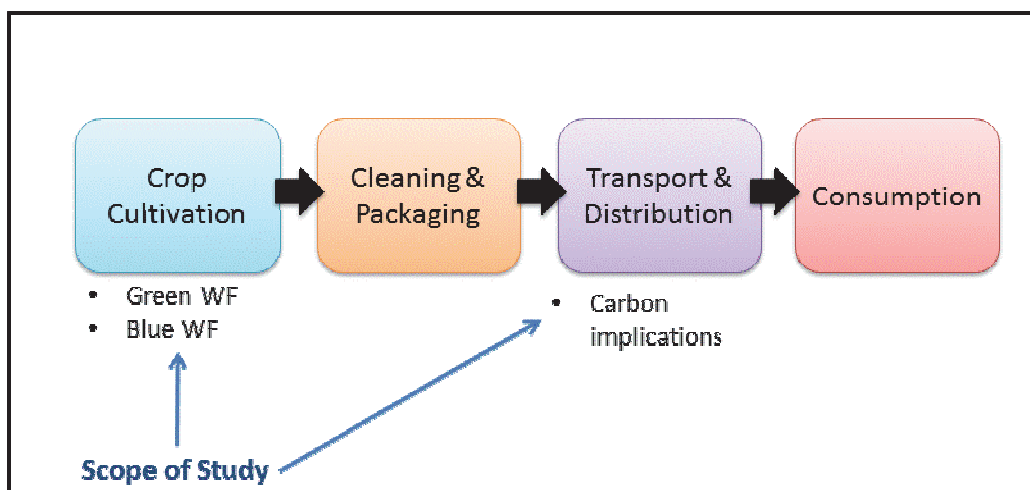 Crop
Cultivation
Cleaning &
Packaging
Transport &
Distribution
Consumption
• Green WF
• Blue WF
• Carbon
implications
Scope of Study